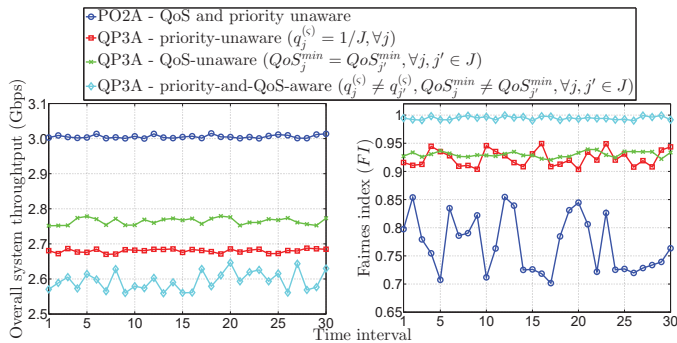 PO2A - QoS and priority unaware
QP3A - priority-unaware (q_j^{(ς)} = 1/J, ∀j)
QP3A - QoS-unaware (QoS_j^{min} = QoS_{j'}^{min}, ∀j, j' ∈ J)
QP3A - priority-and-QoS-aware (q_j^{(ς)} ≠ q_{j'}^{(ς)}, QoS_j^{min} ≠ QoS_{j'}^{min}, ∀j, j' ∈ J)
Overall system throughtput (Gbps)
3.1
3.0
2.9
2.8
2.7
2.6
2.5
1 5 10 15 20 25 30
Fairnes index (FI)
1
0.95
0.9
0.85
0.8
0.75
0.7
0.65
1 5 10 15 20 25 30
Time interval